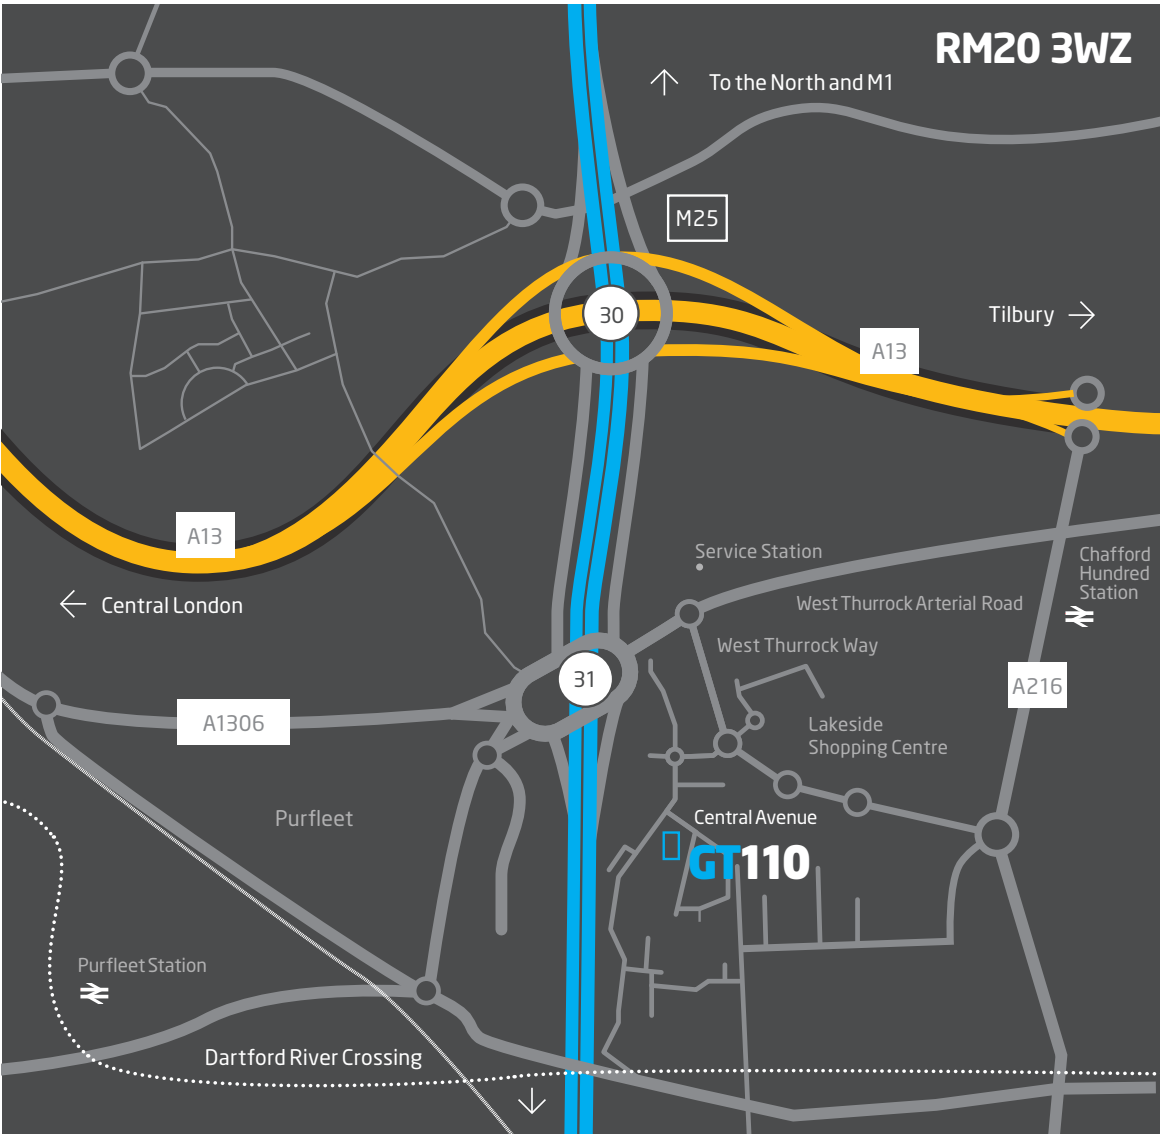 RM20 3WZ
To the North and M1
M25
30
Tilbury
A13
A13
Service Station
Chafford
Hundred
Station
Central London
West Thurrock Arterial Road
West Thurrock Way
31
A216
A1306
Lakeside
Shopping Centre
Purfleet
Central Avenue
GT110
Purfleet Station
Dartford River Crossing